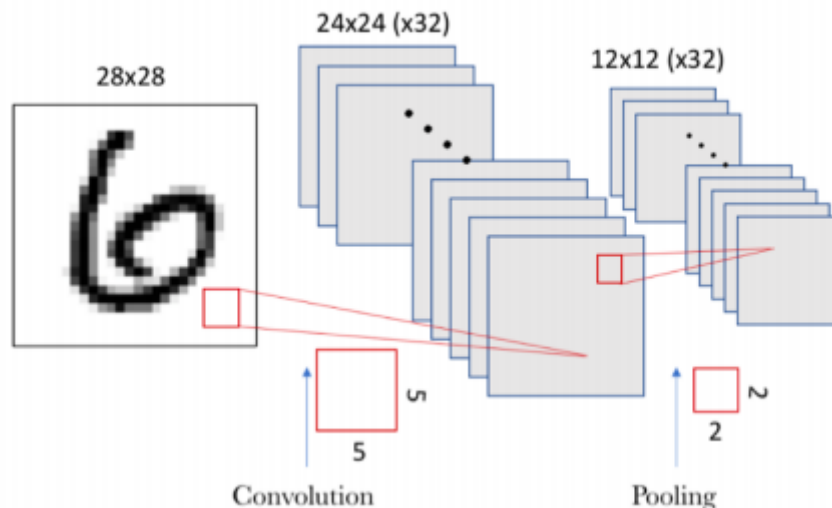 24x24 (x32)
12x12 (x32)
28x28
5
5
2
2
Convolution
Pooling